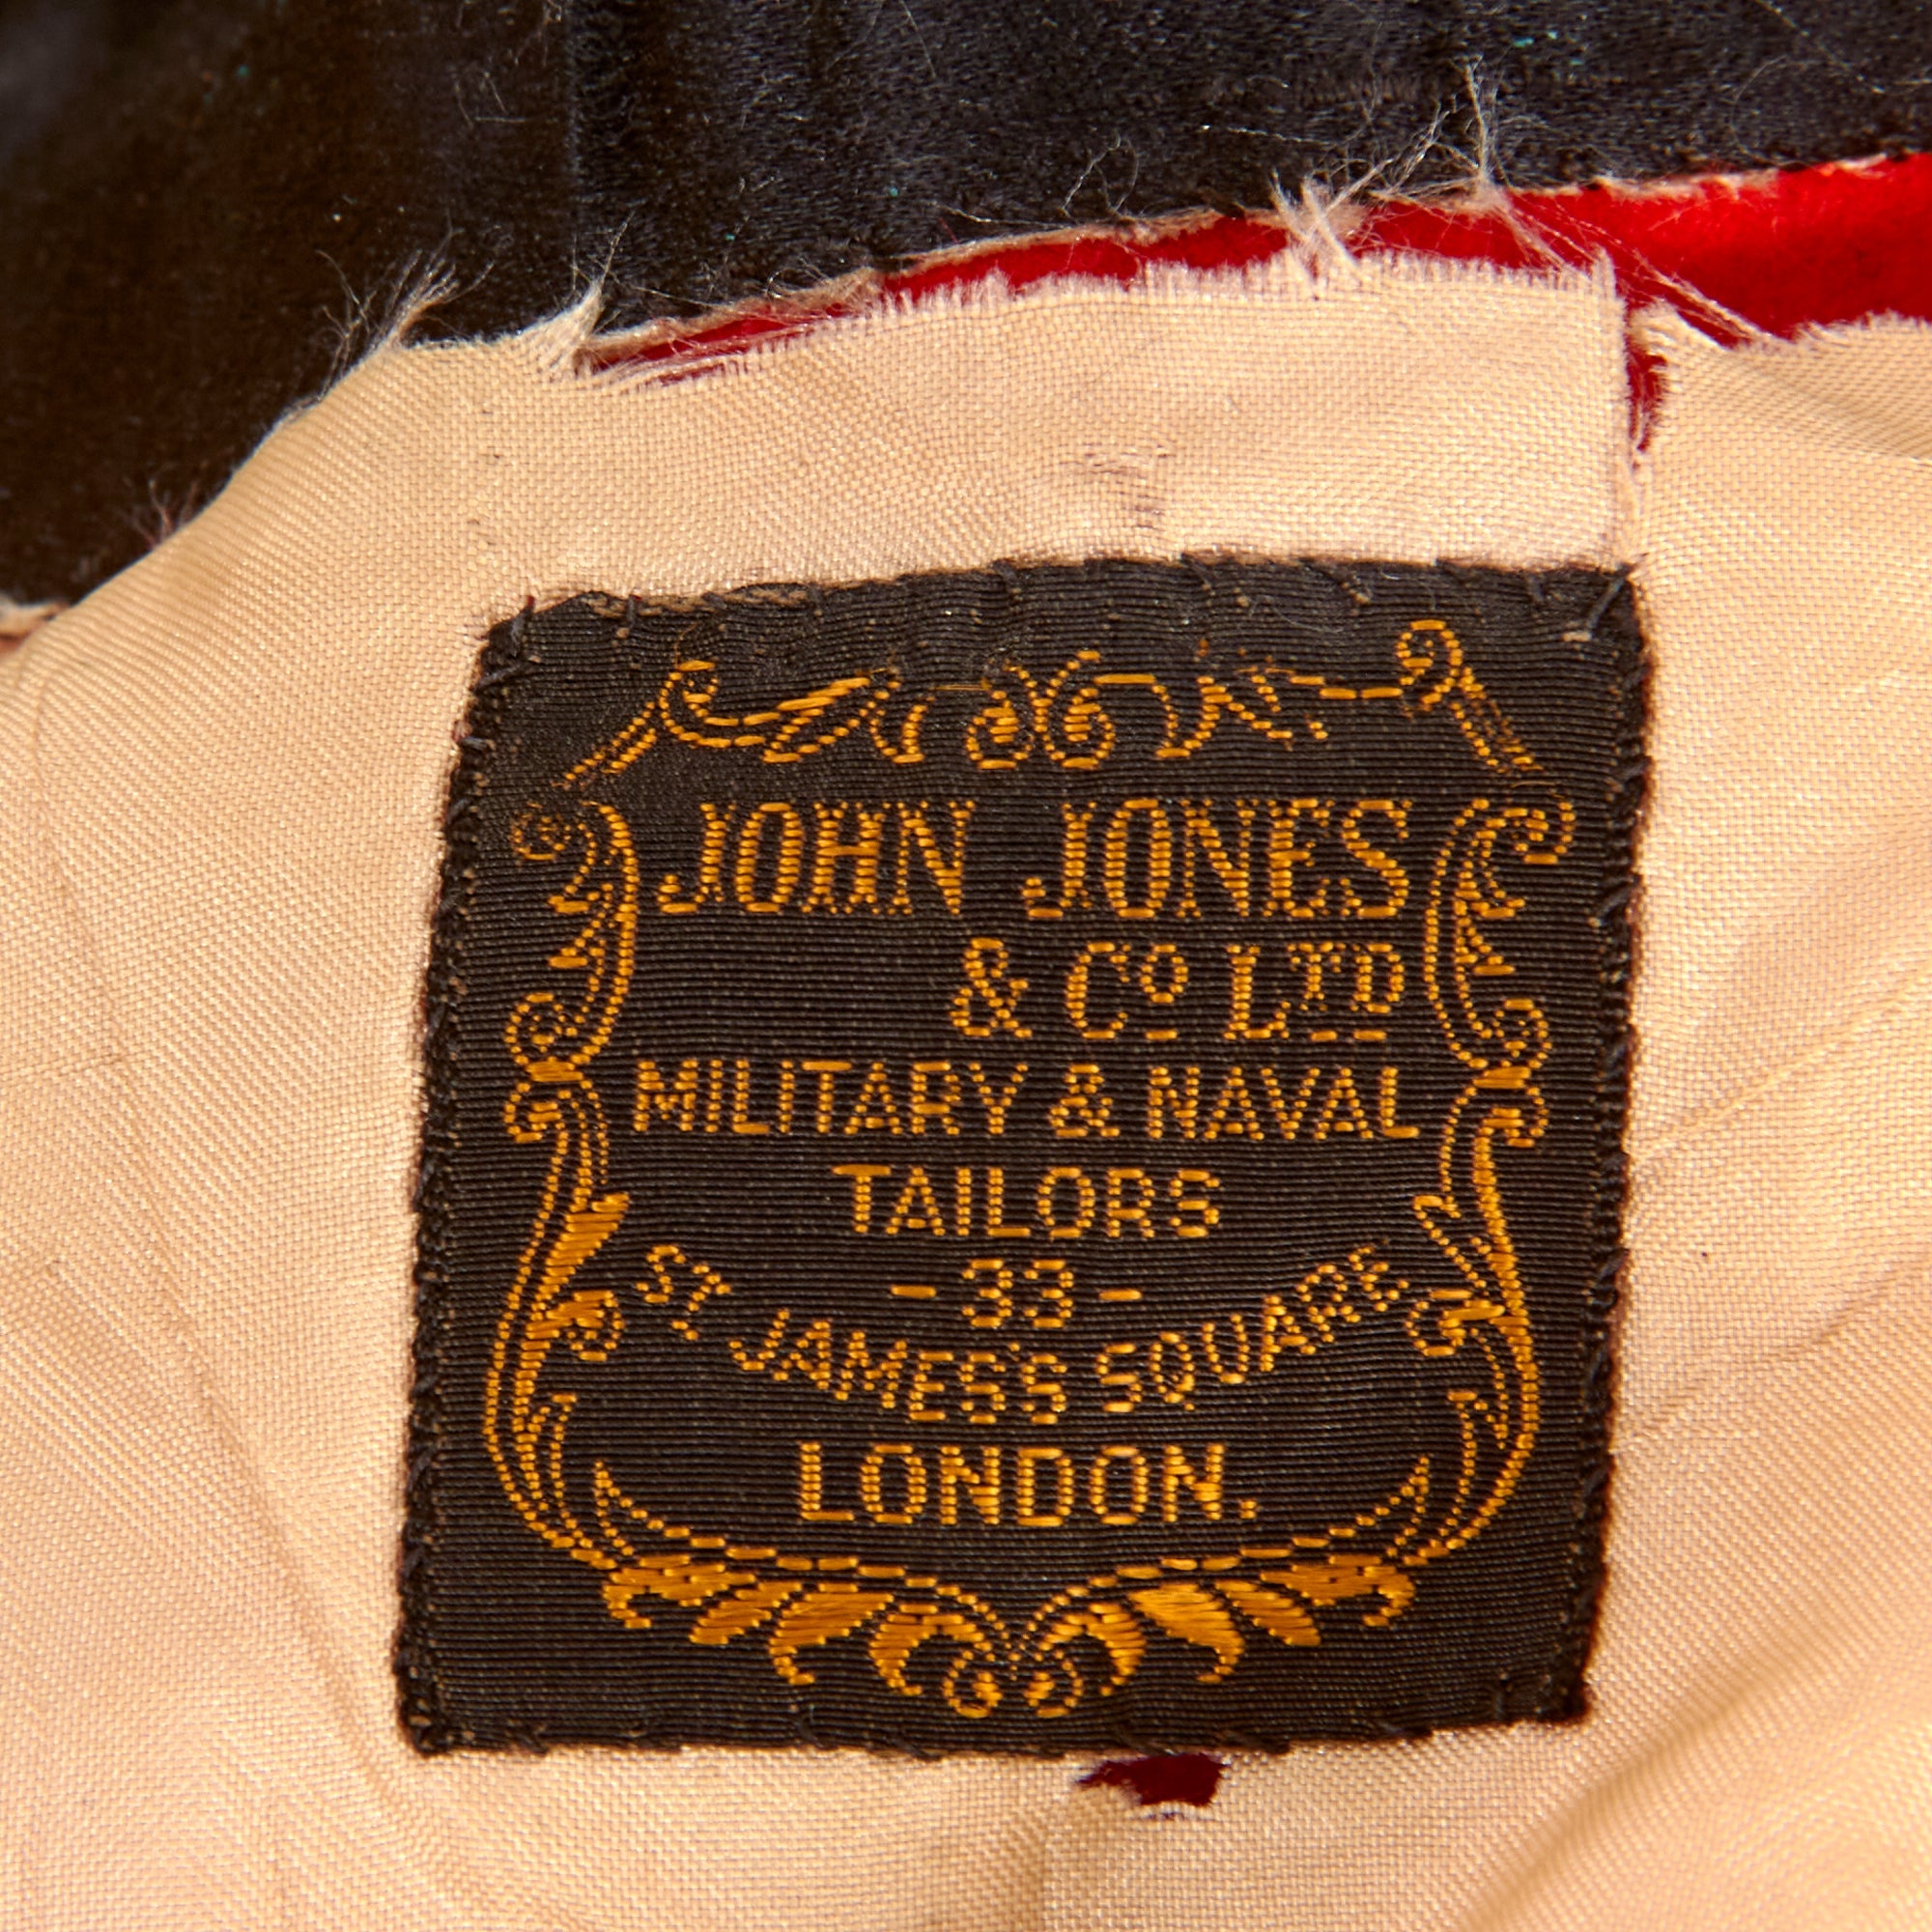 JOHN JONES
& Co LTD
MILITARY & NAVAL
TAILORS
- 33 -
ST JAMES'S SQUARE
LONDON.